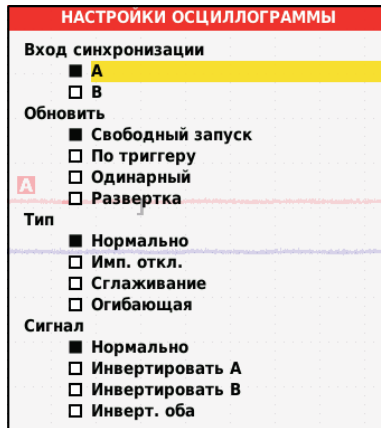 НАСТРОЙКИ ОСЦИЛЛОГРАММЫ
Вход синхронизации
A
B
Обновить
Свободный запуск
По триггеру
Одинарный
A
Развертка
Тип
Нормально
Имп. откл.
Сглаживание
Огибающая
Сигнал
Нормально
Инвертировать A
Инвертировать B
Инверт. оба